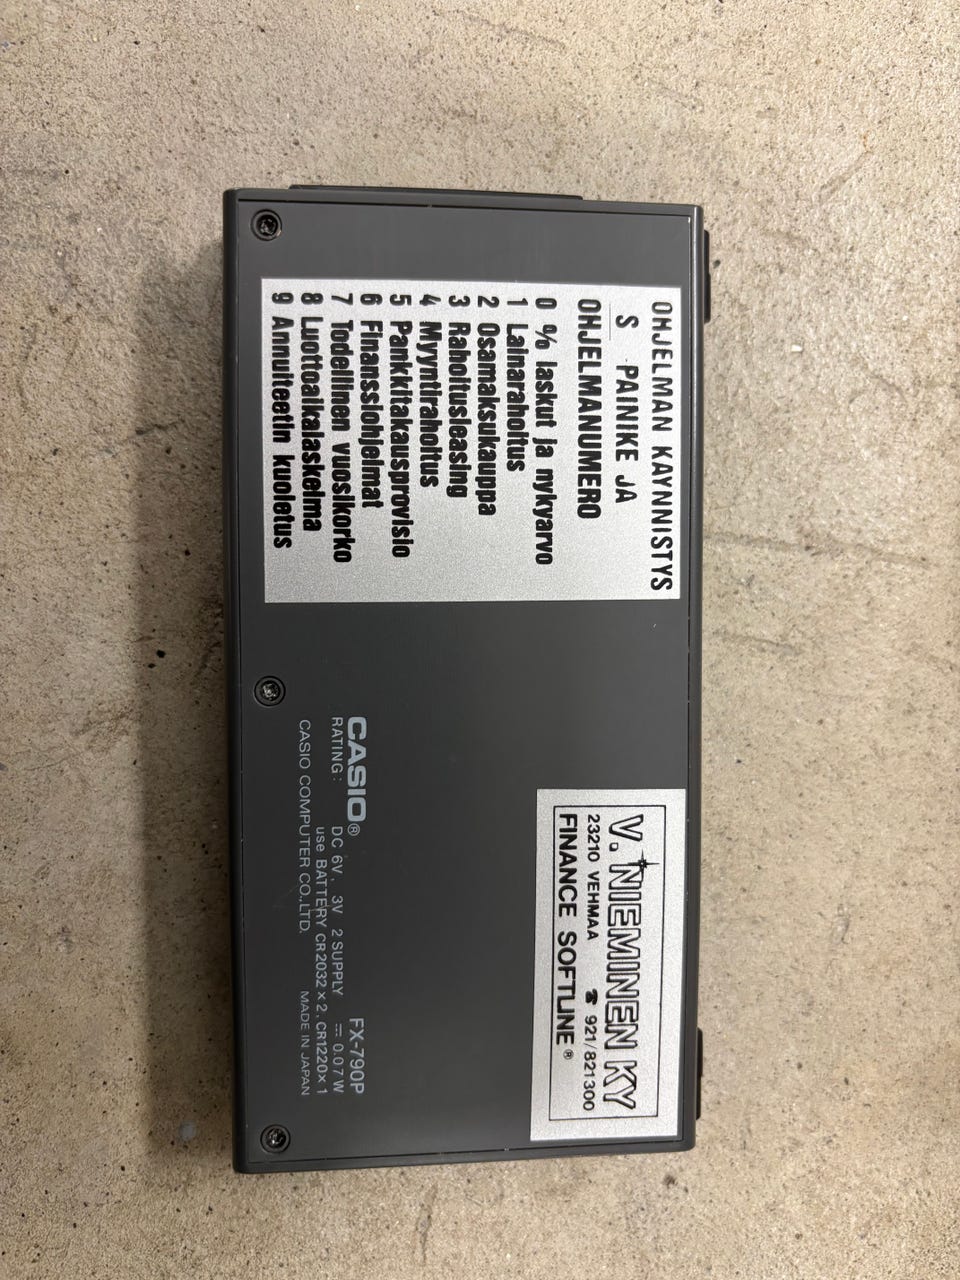 OHJELMAN KAYNNISTYS
S PAINIKE JA
OHJELMANUMERO
0 % laskut ja nykyarvo
1 Lainarahoitus
2 Osamaksukauppa
3 Rahoitusleasing
4 Myyntirahoitus
5 Pankkitakausprovisio
6 Finanssiohjelmat
7 Todellinen vuosikorko
8 Luottoaikalaskelma
9 Annuiteetin kuoletus
V. NIEMINEN KY
23210 VEHMAA ☎ 921/821300
FINANCE SOFTLINE ®
CASIO® FX-790P
RATING: DC 6V, 3V 2 SUPPLY ⎓ 0.07W
use BATTERY CR2032 × 2, CR1220 × 1
CASIO COMPUTER CO.,LTD. MADE IN JAPAN